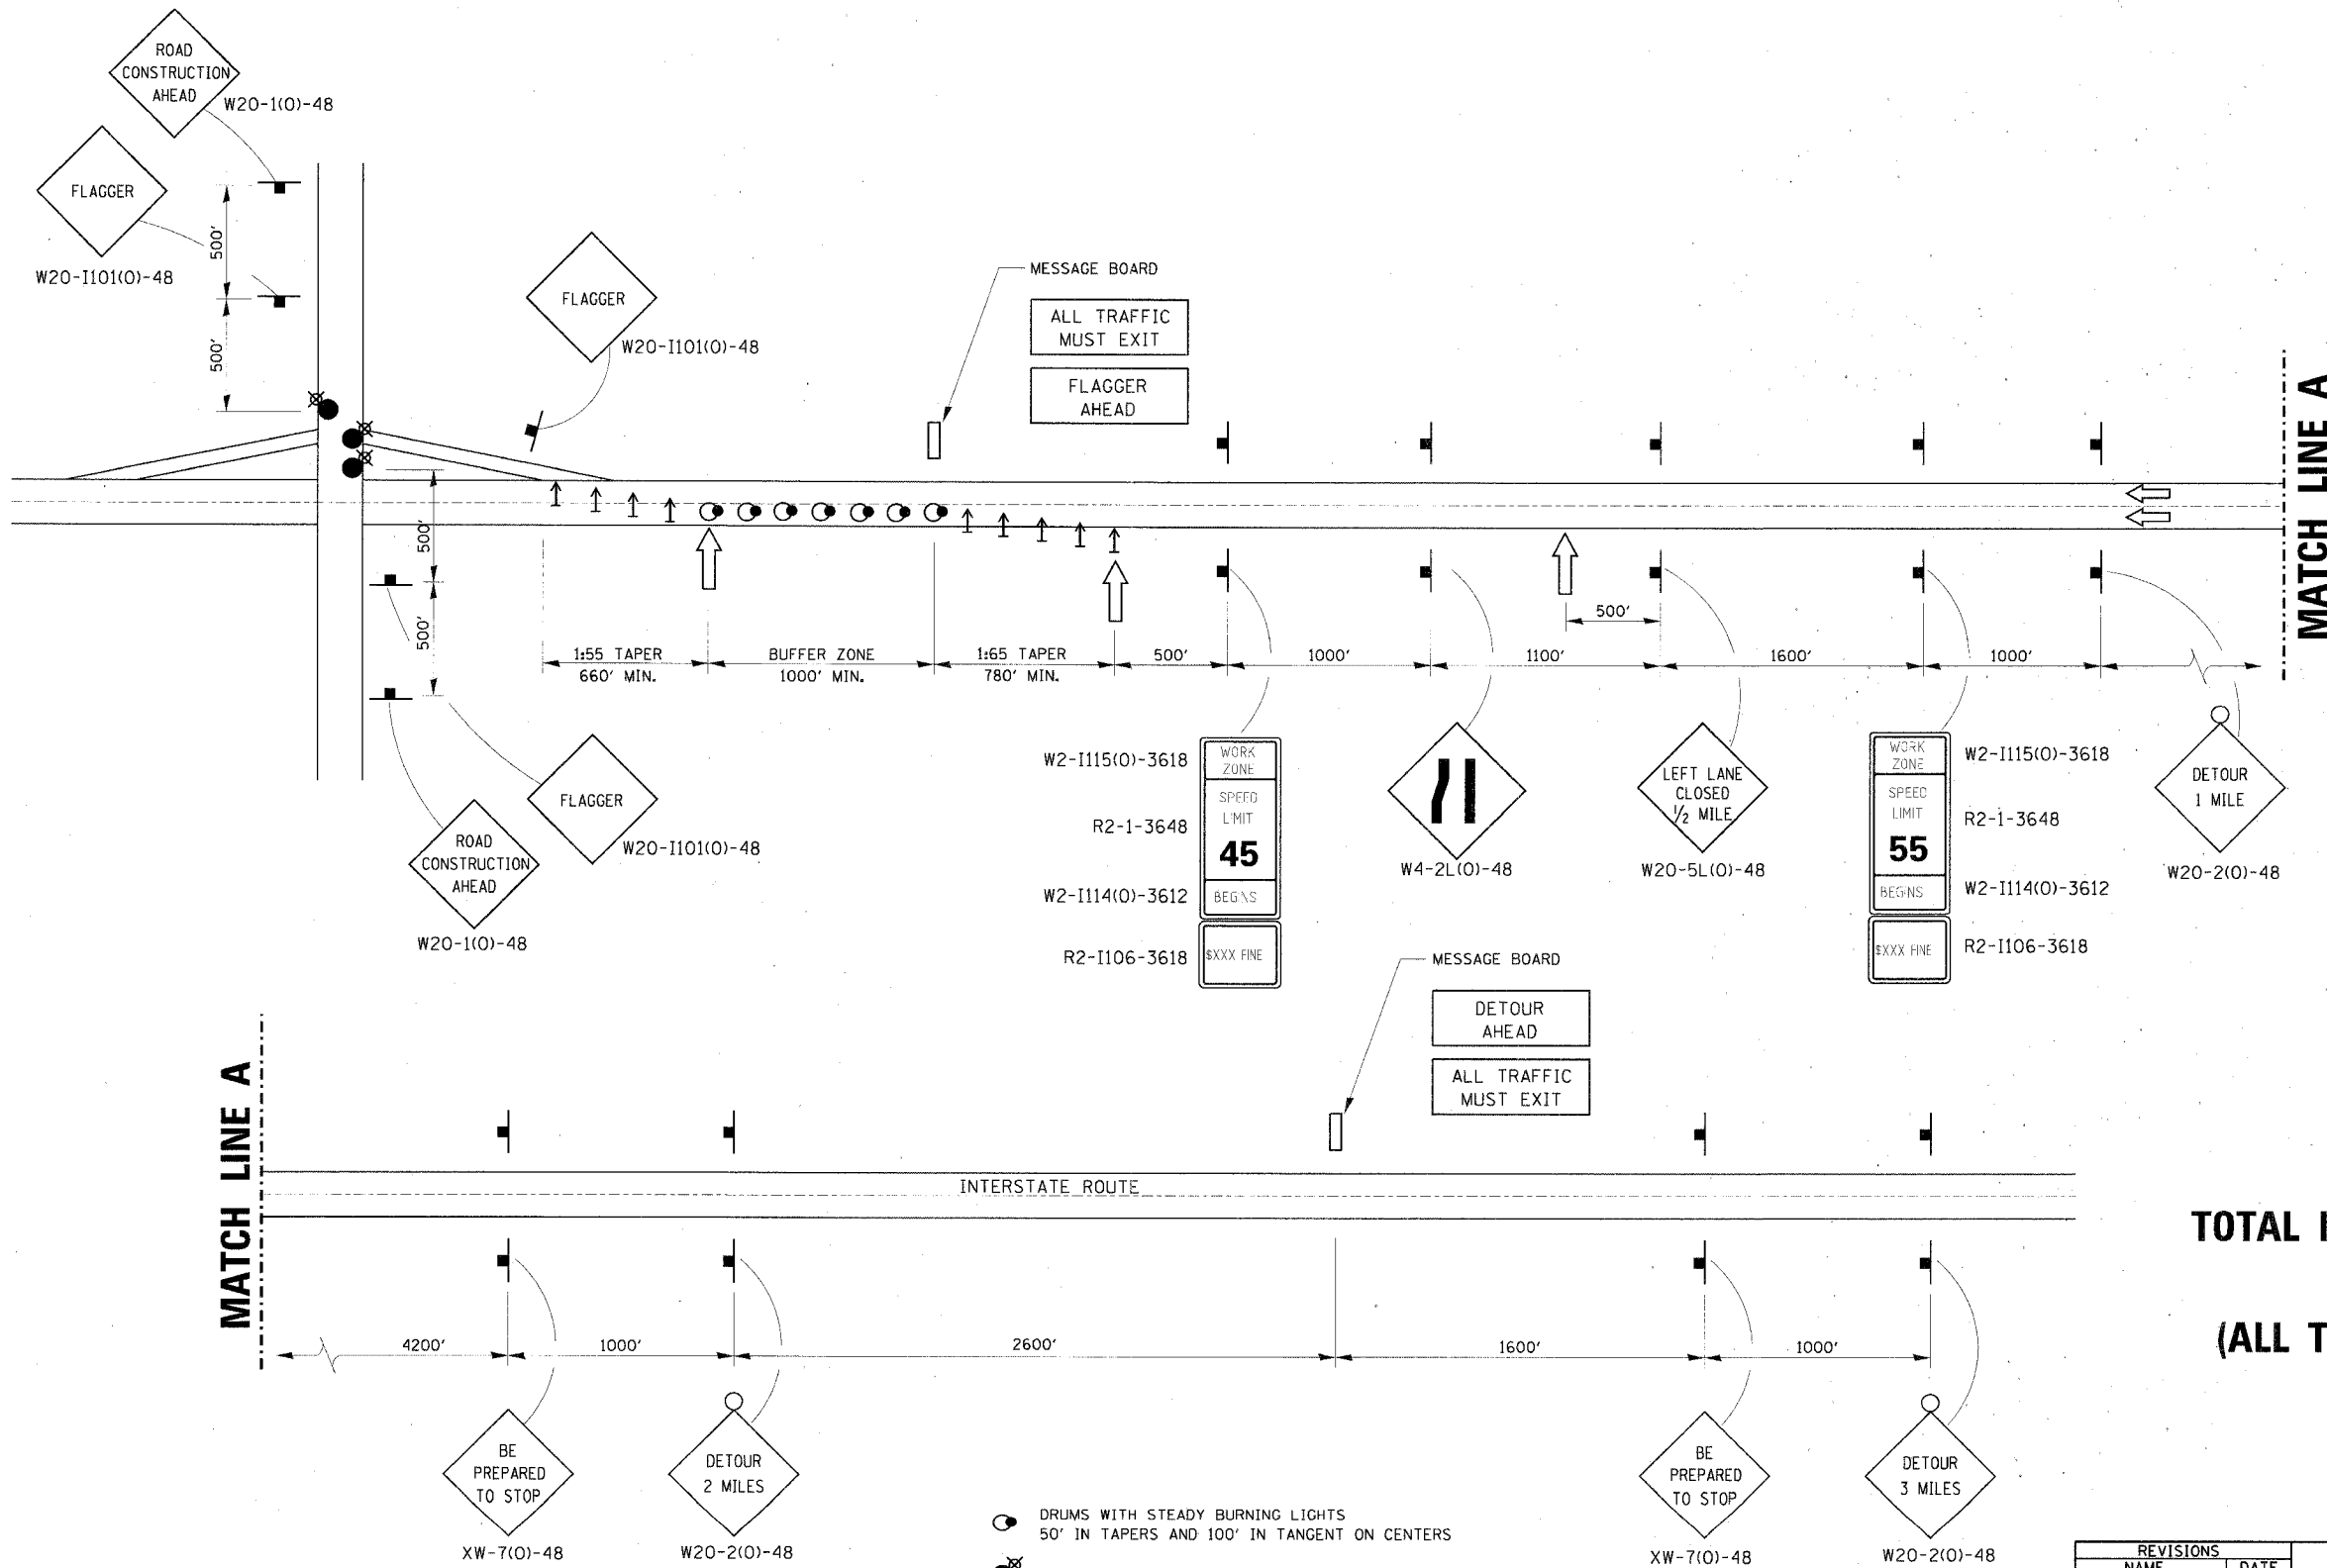 ROAD
CONSTRUCTION
AHEAD
W20-1(O)-48
FLAGGER
W20-I101(O)-48
500'
500'
FLAGGER
W20-I101(O)-48
MESSAGE BOARD
ALL TRAFFIC
MUST EXIT
FLAGGER
AHEAD
MATCH LINE A
500'
500'
1:55 TAPER
660' MIN.
BUFFER ZONE
1000' MIN.
1:65 TAPER
780' MIN.
500'
1000'
1100'
500'
1600'
1000'
FLAGGER
W20-I101(O)-48
ROAD
CONSTRUCTION
AHEAD
W20-1(O)-48
W2-I115(O)-3618
R2-1-3648
W2-I114(O)-3612
R2-I106-3618
WORK
ZONE
SPEED
LIMIT
45
BEGINS
$XXX FINE
W4-2L(O)-48
LEFT LANE
CLOSED
1/2 MILE
W20-5L(O)-48
WORK
ZONE
SPEED
LIMIT
55
BEGINS
$XXX FINE
W2-I115(O)-3618
R2-1-3648
W2-I114(O)-3612
R2-I106-3618
DETOUR
1 MILE
W20-2(O)-48
MESSAGE BOARD
DETOUR
AHEAD
ALL TRAFFIC
MUST EXIT
MATCH LINE A
INTERSTATE ROUTE
4200'
1000'
2600'
1600'
1000'
BE
PREPARED
TO STOP
XW-7(O)-48
DETOUR
2 MILES
W20-2(O)-48
BE
PREPARED
TO STOP
XW-7(O)-48
DETOUR
3 MILES
W20-2(O)-48
DRUMS WITH STEADY BURNING LIGHTS
50' IN TAPERS AND 100' IN TANGENT ON CENTERS
TOTAL
(ALL
REVISIONS
NAME
DATE